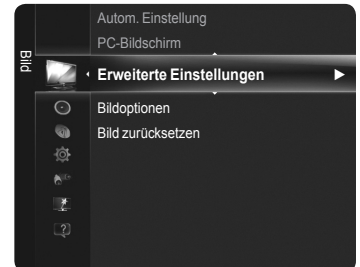 Bild
Autom. Einstellung
PC-Bildschirm
Erweiterte Einstellungen
Bildoptionen
Bild zurücksetzen